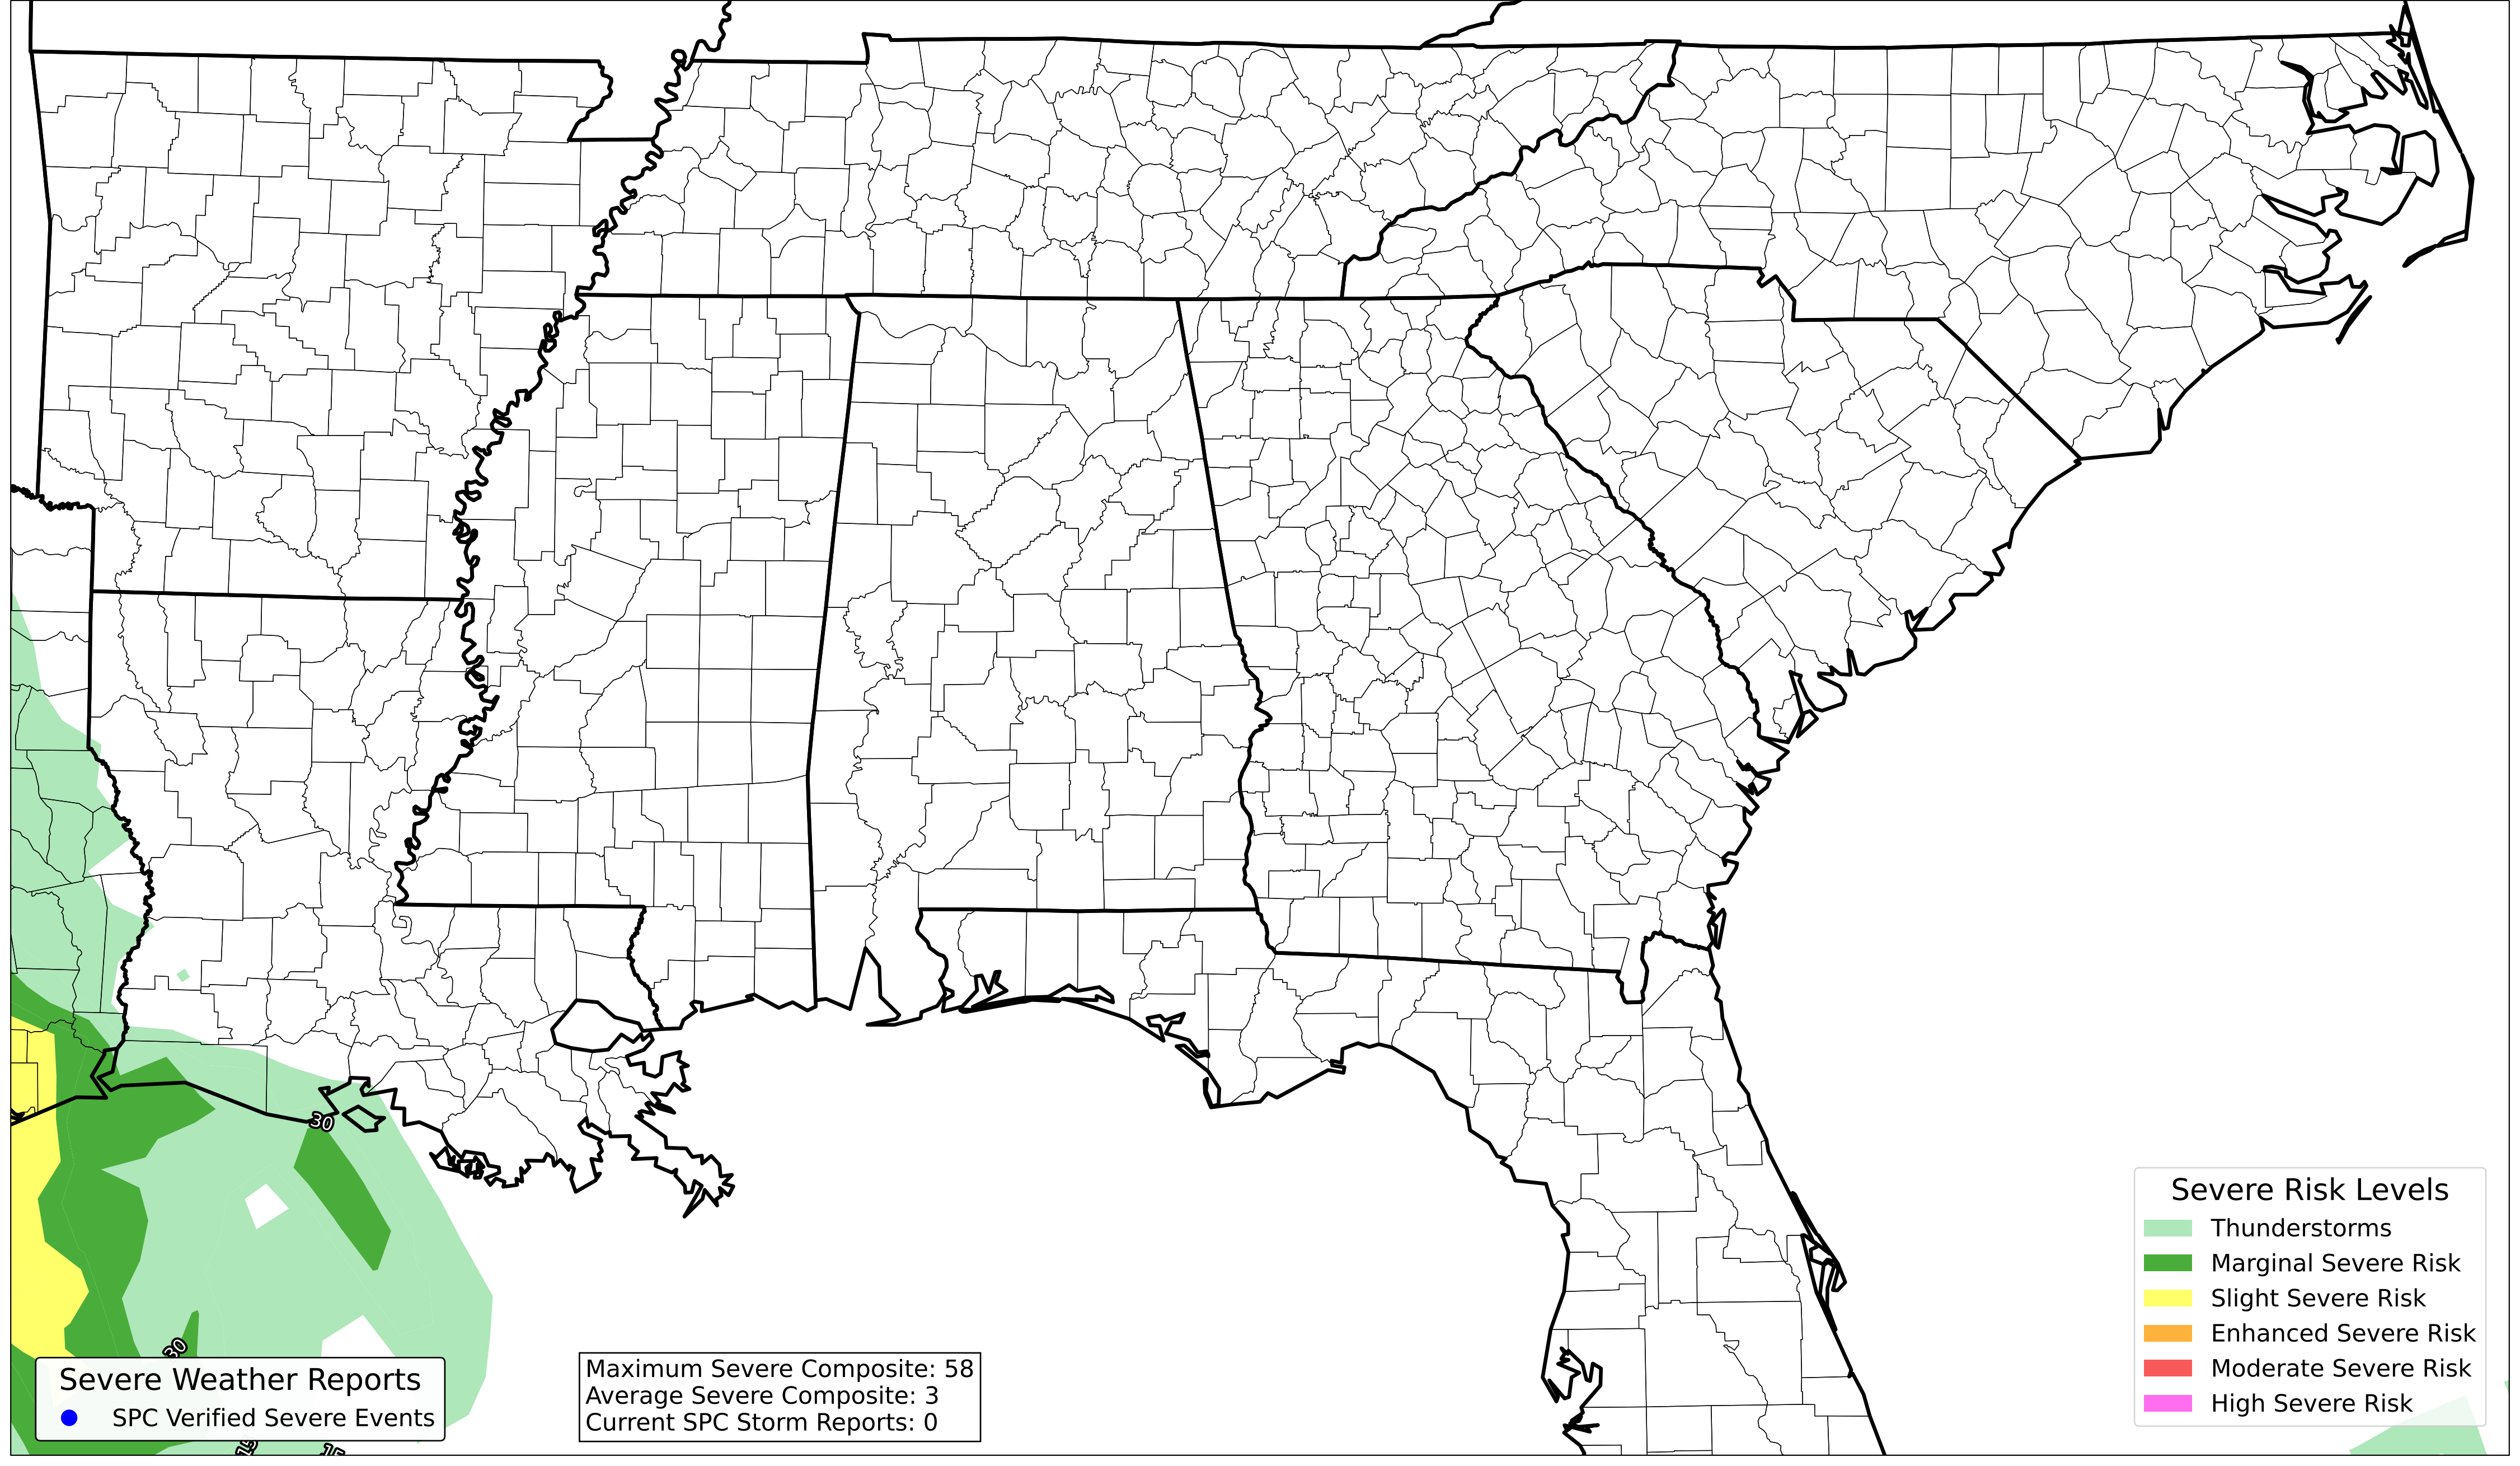 30
30
15
15
Severe Weather Reports
SPC Verified Severe Events
Maximum Severe Composite: 58
Average Severe Composite: 3
Current SPC Storm Reports: 0
Severe Risk Levels
Thunderstorms
Marginal Severe Risk
Slight Severe Risk
Enhanced Severe Risk
Moderate Severe Risk
High Severe Risk